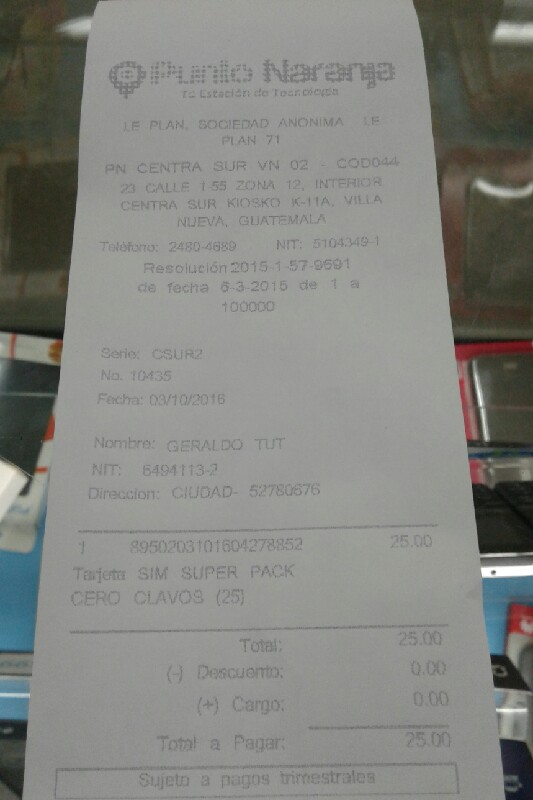 Punto Naranja
Tu Estación de Tecnología
LE PLAN, SOCIEDAD ANONIMA LE
PLAN 71
PN CENTRA SUR VN 02 - COD044
23 CALLE 1-55 ZONA 12, INTERIOR
CENTRA SUR KIOSKO K-11A, VILLA
NUEVA, GUATEMALA
Teléfono: 2480-4689 NIT: 5104349-1
Resolución 2015-1-57-9591
de fecha 6-3-2015 de 1 a
100000
Serie: CSUR2
No. 10435
Fecha: 03/10/2016
Nombre: GERALDO TUT
NIT: 6494113-2
Direccion: CIUDAD- 52780676
1 8950203101604278852 25.00
Tarjeta SIM SUPER PACK
CERO CLAVOS (25)
Total: 25.00
(-) Descuento: 0.00
(+) Cargo: 0.00
Total a Pagar: 25.00
Sujeto a pagos trimestrales